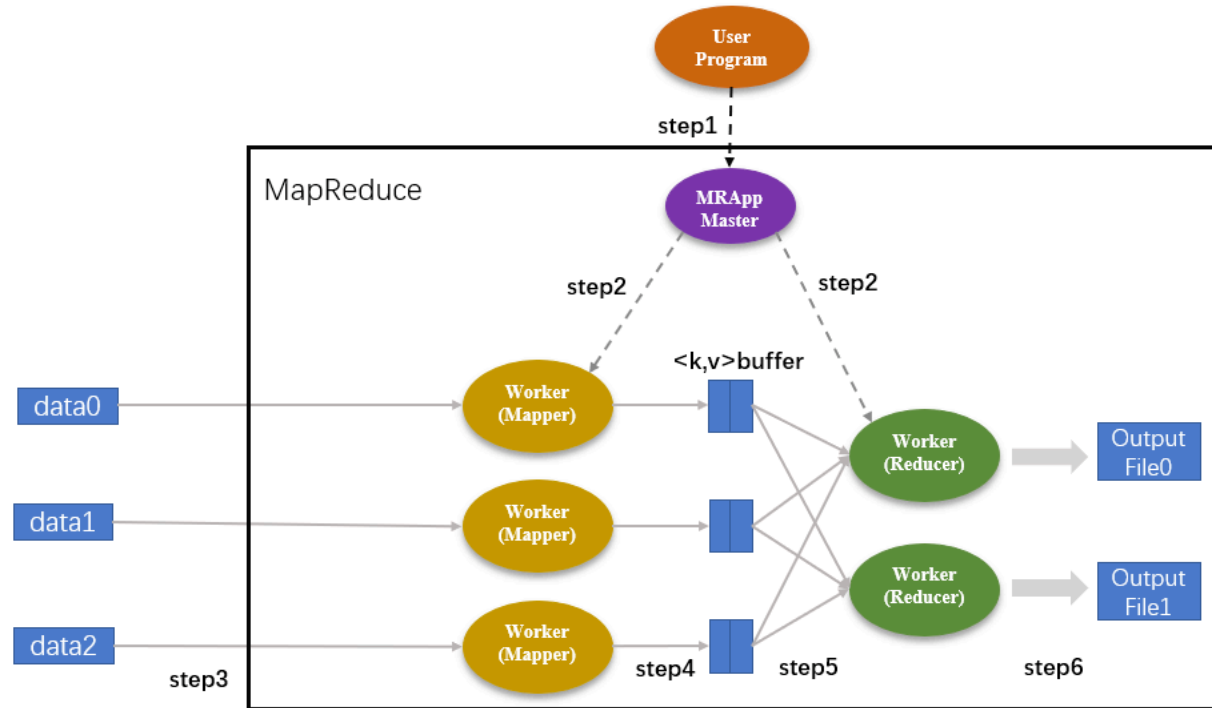 User
Program
step1
MapReduce
MRApp
Master
step2
step2
<k,v>buffer
data0
Worker
(Mapper)
Worker
(Reducer)
Output
File0
data1
Worker
(Mapper)
Worker
(Reducer)
Output
File1
data2
Worker
(Mapper)
step3
step4
step5
step6